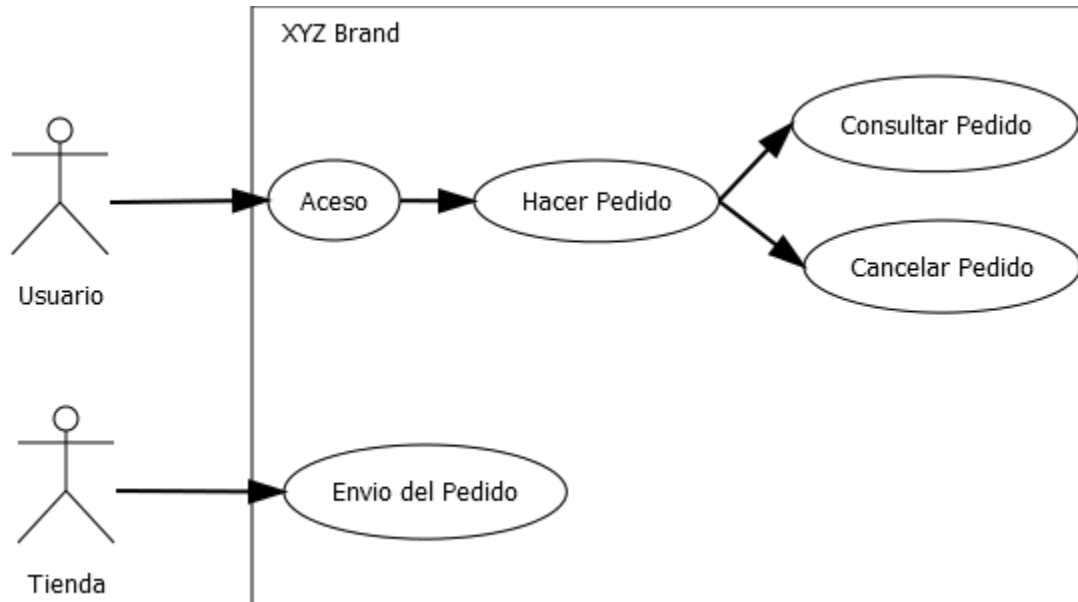 XYZ Brand
Consultar Pedido
Aceso
Hacer Pedido
Cancelar Pedido
Usuario
Envio del Pedido
Tienda